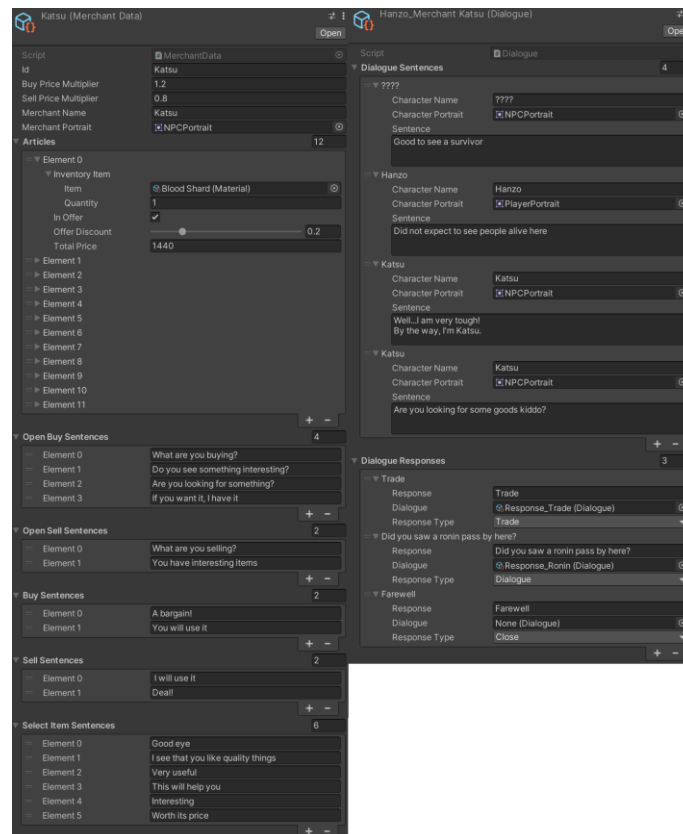 Katsu (Merchant Data)
Open
Script MerchantData
Id Katsu
Buy Price Multiplier 1.2
Sell Price Multiplier 0.8
Merchant Name Katsu
Merchant Portrait NPCPortrait
Articles 12
Element 0
Inventory Item
Item Blood Shard (Material)
Quantity 1
In Offer
Offer Discount 0.2
Total Price 1440
Element 1
Element 2
Element 3
Element 4
Element 5
Element 6
Element 7
Element 8
Element 9
Element 10
Element 11
+ -
Open Buy Sentences 4
Element 0 What are you buying?
Element 1 Do you see something interesting?
Element 2 Are you looking for something?
Element 3 If you want it, I have it
+ -
Open Sell Sentences 2
Element 0 What are you selling?
Element 1 You have interesting items
+ -
Buy Sentences 2
Element 0 A bargain!
Element 1 You will use it
+ -
Sell Sentences 2
Element 0 I will use it
Element 1 Deal!
+ -
Select Item Sentences 6
Element 0 Good eye
Element 1 I see that you like quality things
Element 2 Very useful
Element 3 This will help you
Element 4 Interesting
Element 5 Worth its price
+ -
Hanzo_Merchant Katsu (Dialogue)
Ope
Script Dialogue
Dialogue Sentences 4
????
Character Name ????
Character Portrait NPCPortrait
Sentence
Good to see a survivor
Hanzo
Character Name Hanzo
Character Portrait PlayerPortrait
Sentence
Did not expect to see people alive here
Katsu
Character Name Katsu
Character Portrait NPCPortrait
Sentence
Well...I am very tough!
By the way, I'm Katsu.
Katsu
Character Name Katsu
Character Portrait NPCPortrait
Sentence
Are you looking for some goods kiddo?
+ -
Dialogue Responses 3
Trade
Response Trade
Dialogue Response_Trade (Dialogue)
Response Type Trade
Did you saw a ronin pass by here?
Response Did you saw a ronin pass by here?
Dialogue Response_Ronin (Dialogue)
Response Type Dialogue
Farewell
Response Farewell
Dialogue None (Dialogue)
Response Type Close
+ -